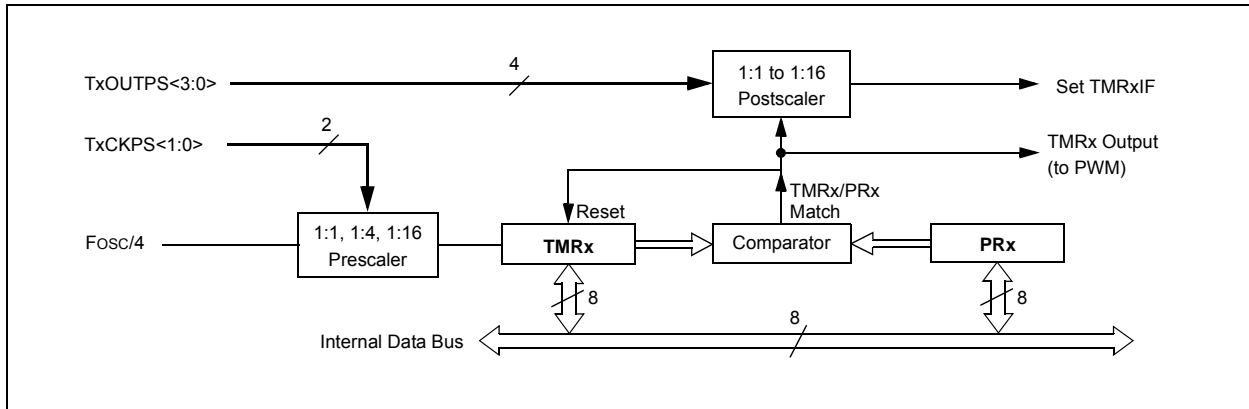 TxOUTPS<3:0>
4
1:1 to 1:16
Postscaler
Set TMRxIF
TxCKPS<1:0>
2
TMRx Output
(to PWM)
TMRx/PRx
Match
Reset
FOSC/4
1:1, 1:4, 1:16
Prescaler
TMRx
Comparator
PRx
8
8
8
Internal Data Bus